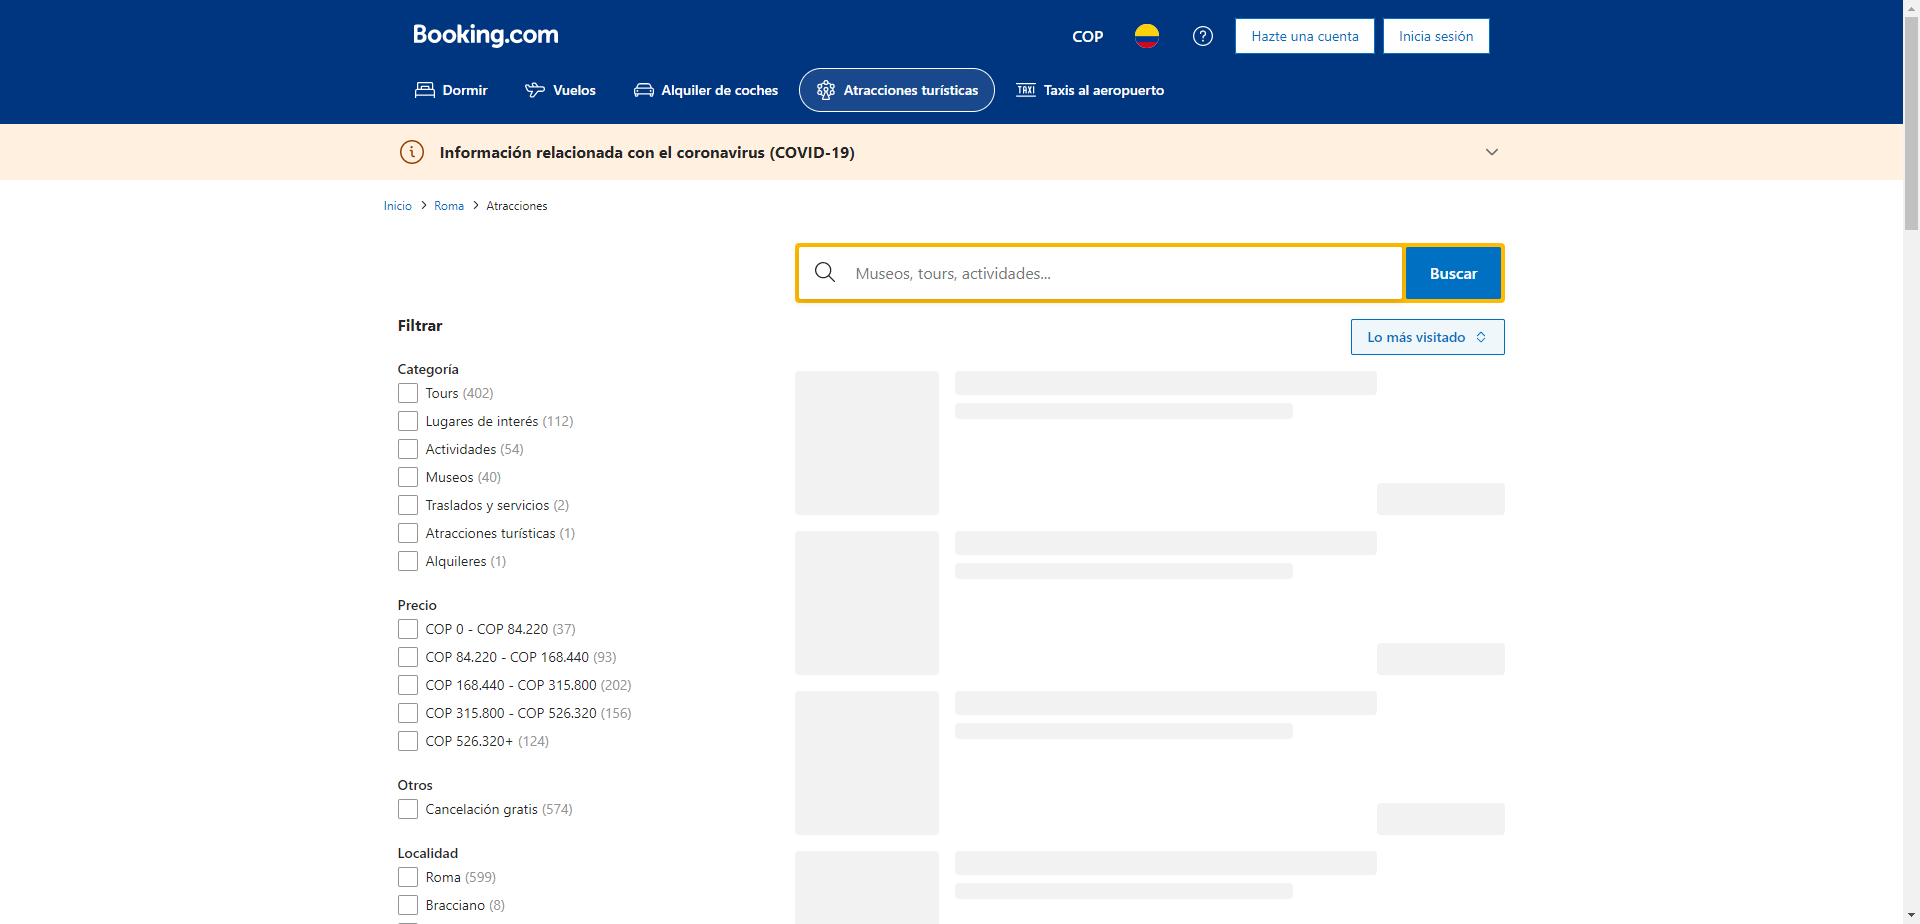 Booking.com
COP
Hazte una cuenta
Inicia sesión
Dormir
Vuelos
Alquiler de coches
Atracciones turísticas
TAXI
Taxis al aeropuerto
Información relacionada con el coronavirus (COVID-19)
Inicio > Roma > Atracciones
Museos, tours, actividades...
Buscar
Filtrar
Lo más visitado
Categoría
Tours (402)
Lugares de interés (112)
Actividades (54)
Museos (40)
Traslados y servicios (2)
Atracciones turísticas (1)
Alquileres (1)
Precio
COP 0 - COP 84.220 (37)
COP 84.220 - COP 168.440 (93)
COP 168.440 - COP 315.800 (202)
COP 315.800 - COP 526.320 (156)
COP 526.320+ (124)
Otros
Cancelación gratis (574)
Localidad
Roma (599)
Bracciano (8)